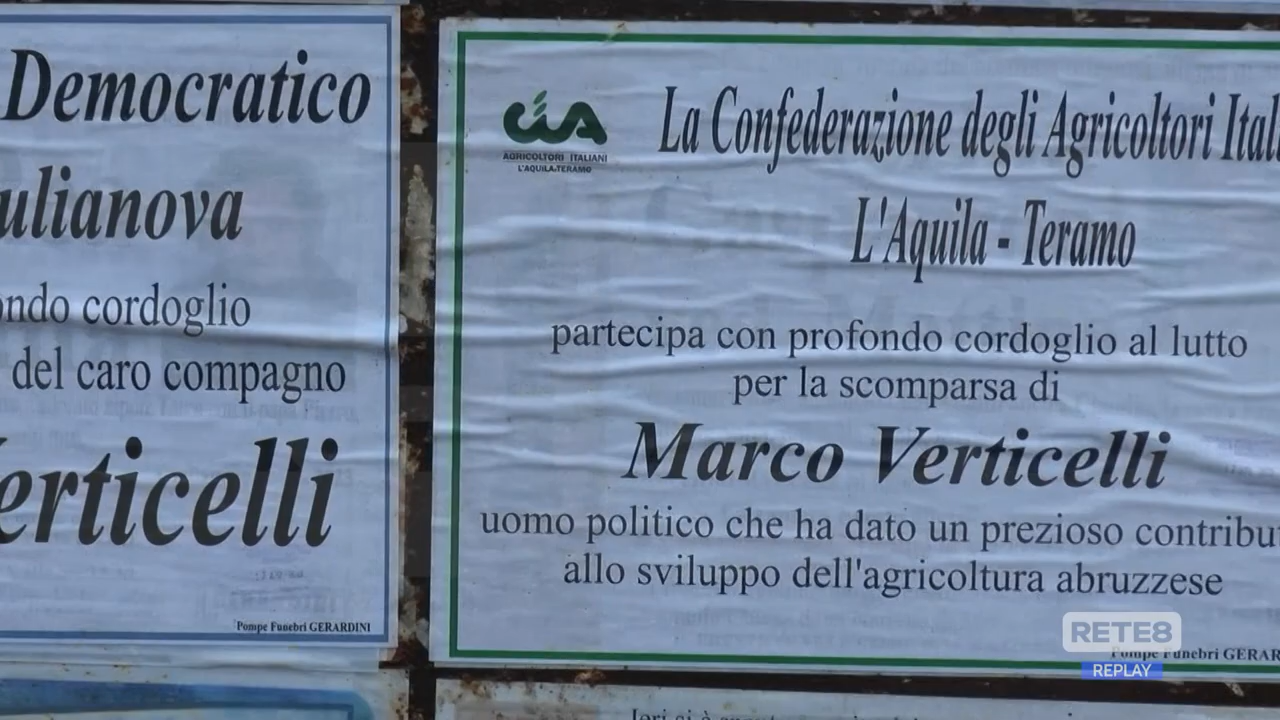 Democratico
ulianova
ondo cordoglio
del caro compagno
erticelli
Pompe Funebri GERARDINI
CIA
AGRICOLTORI ITALIANI
L'AQUILA-TERAMO
La Confederazione degli Agricoltori Ital
L'Aquila - Teramo
partecipa con profondo cordoglio al lutto
per la scomparsa di
Marco Verticelli
uomo politico che ha dato un prezioso contribu
allo sviluppo dell'agricoltura abruzzese
Pompe Funebri GERAR
RETE8
REPLAY